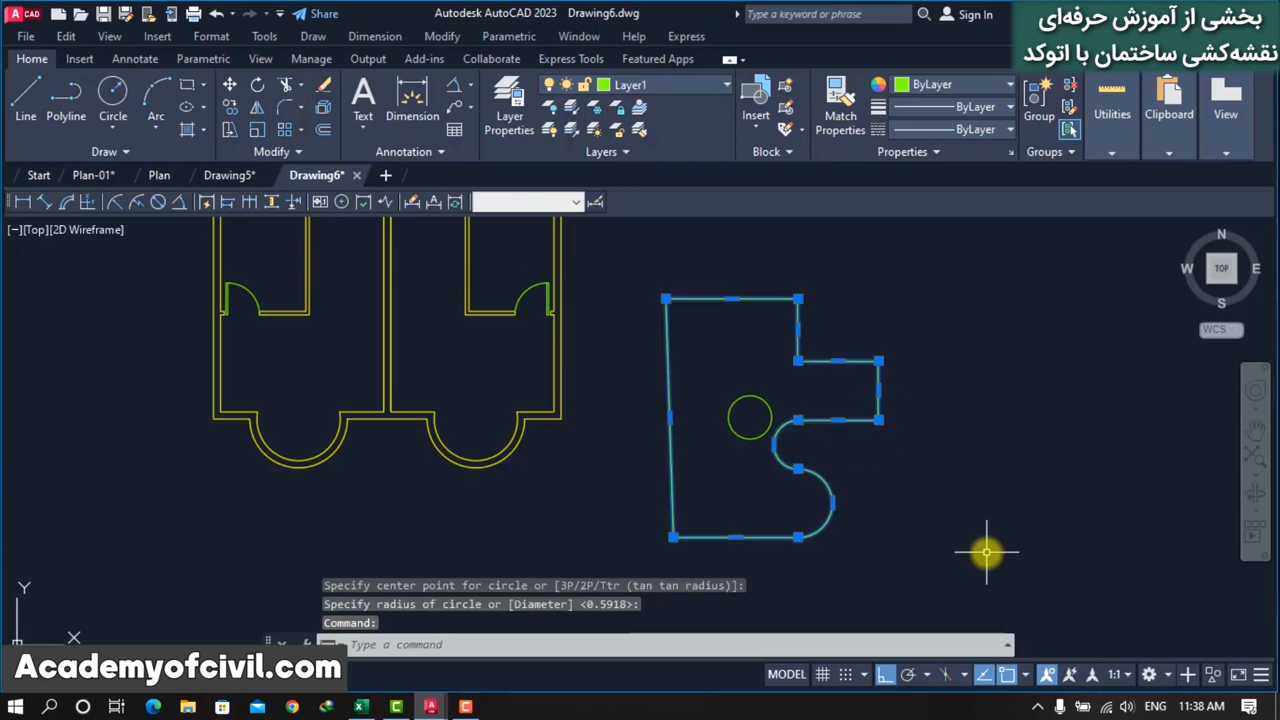 CAD
Share
Autodesk AutoCAD 2023 Drawing6.dwg
Type a keyword or phrase
Sign In
بخشی از آموزش حرفه‌ای
نقشه‌کشی ساختمان با اتوکد
File Edit View Insert Format Tools Draw Dimension Modify Parametric Window Help Express
Home Insert Annotate Parametric View Manage Output Add-ins Collaborate Express Tools Featured Apps
Line Polyline Circle Arc
Text Dimension
Layer Properties
Layer1
Insert
Match Properties
ByLayer
ByLayer
ByLayer
Group
Utilities Clipboard View
Draw Modify Annotation Layers Block Properties Groups
Start Plan-01* Plan Drawing5* Drawing6*
[−][Top][2D Wireframe]
N
W TOP E
S
WCS
Specify center point for circle or [3P/2P/Ttr (tan tan radius)]:
Specify radius of circle or [Diameter] <0.5918>:
Command:
Type a command
Y
X
Academyofcivil.com
MODEL 1:1
ENG 11:38 AM